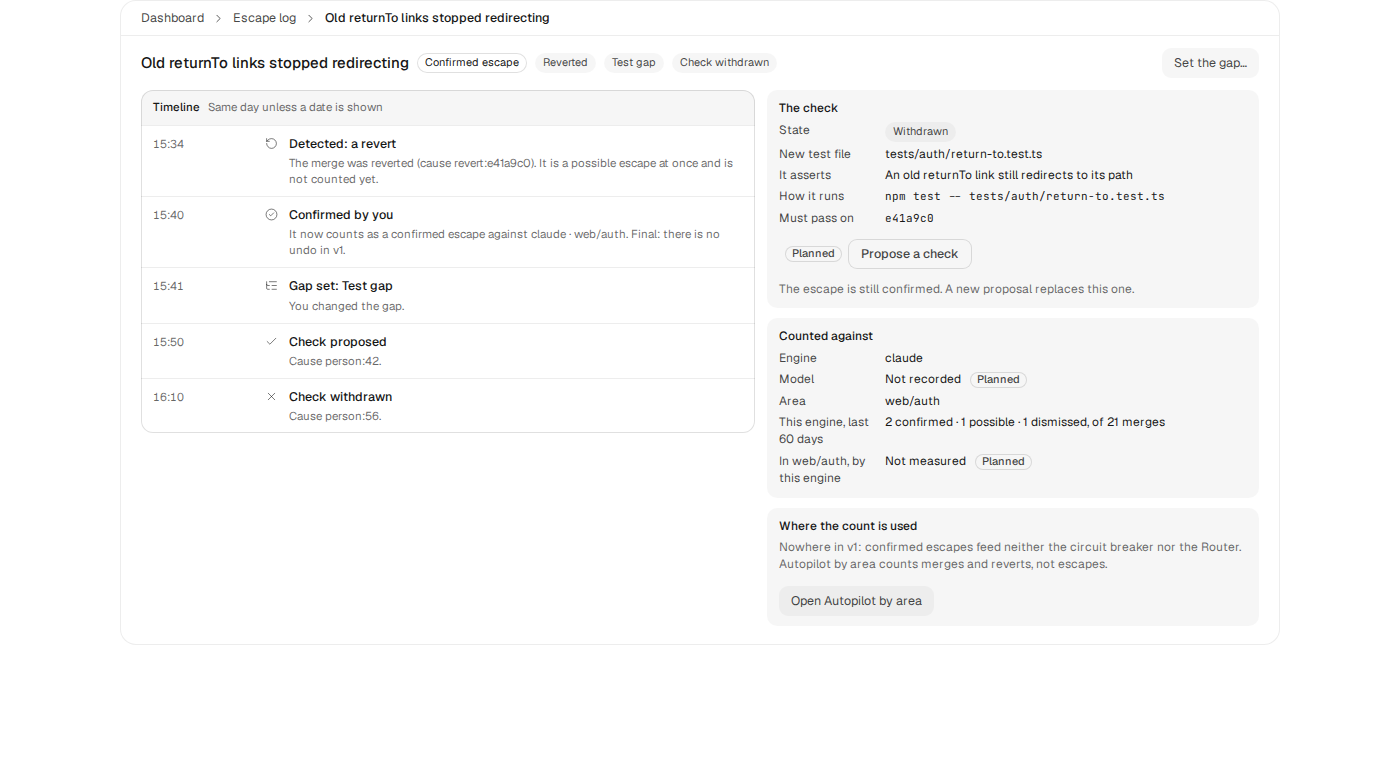 Dashboard > Escape log > Old returnTo links stopped redirecting
Old returnTo links stopped redirecting Confirmed escape Reverted Test gap Check withdrawn Set the gap…
Timeline Same day unless a date is shown
15:34 Detected: a revert
The merge was reverted (cause revert:e41a9c0). It is a possible escape at once and is
not counted yet.
15:40 Confirmed by you
It now counts as a confirmed escape against claude · web/auth. Final: there is no
undo in v1.
15:41 Gap set: Test gap
You changed the gap.
15:50 Check proposed
Cause person:42.
16:10 Check withdrawn
Cause person:56.
The check
State Withdrawn
New test file tests/auth/return-to.test.ts
It asserts An old returnTo link still redirects to its path
How it runs npm test -- tests/auth/return-to.test.ts
Must pass on e41a9c0
Planned Propose a check
The escape is still confirmed. A new proposal replaces this one.
Counted against
Engine claude
Model Not recorded Planned
Area web/auth
This engine, last 2 confirmed · 1 possible · 1 dismissed, of 21 merges
60 days
In web/auth, by Not measured Planned
this engine
Where the count is used
Nowhere in v1: confirmed escapes feed neither the circuit breaker nor the Router.
Autopilot by area counts merges and reverts, not escapes.
Open Autopilot by area